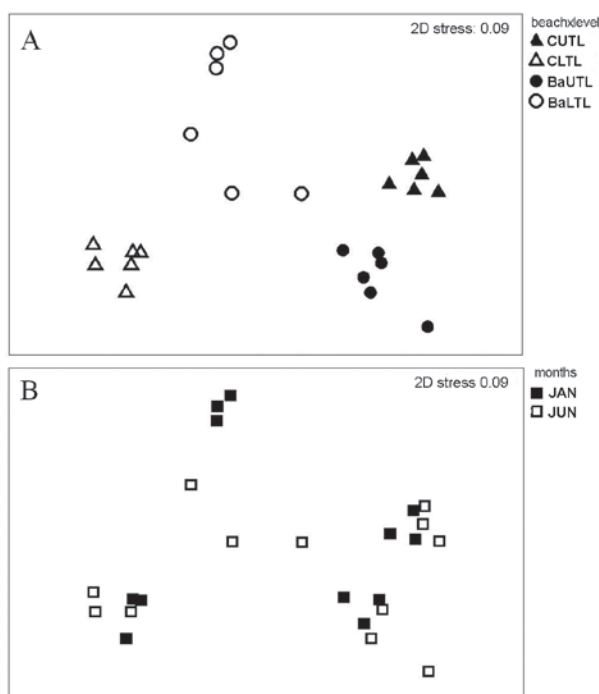 A
2D stress: 0.09
beachxlevel
CUTL
CLTL
BaUTL
BaLTL
B
2D stress 0.09
months
JAN
JUN